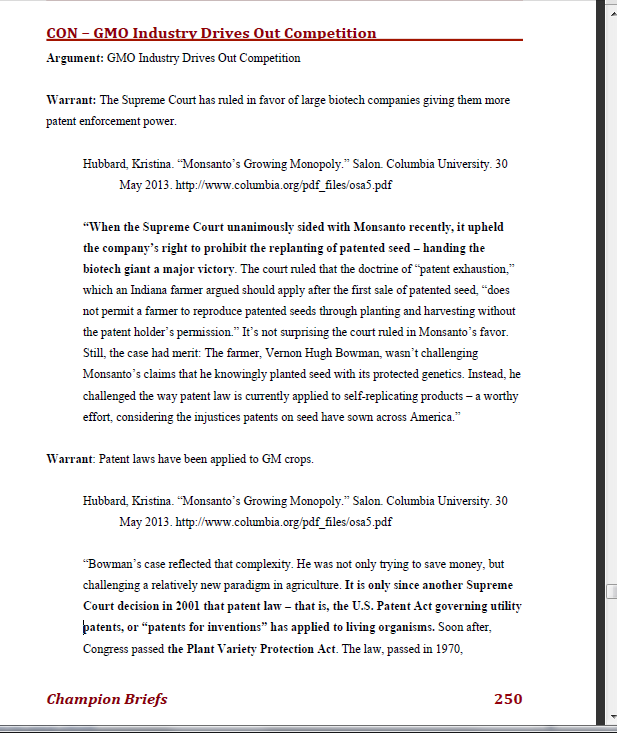 CON – GMO Industry Drives Out Competition
Argument: GMO Industry Drives Out Competition
Warrant: The Supreme Court has ruled in favor of large biotech companies giving them more
patent enforcement power.
Hubbard, Kristina. “Monsanto’s Growing Monopoly.” Salon. Columbia University. 30
May 2013. http://www.columbia.org/pdf_files/osa5.pdf
“When the Supreme Court unanimously sided with Monsanto recently, it upheld
the company’s right to prohibit the replanting of patented seed – handing the
biotech giant a major victory. The court ruled that the doctrine of “patent exhaustion,”
which an Indiana farmer argued should apply after the first sale of patented seed, “does
not permit a farmer to reproduce patented seeds through planting and harvesting without
the patent holder’s permission.” It’s not surprising the court ruled in Monsanto’s favor.
Still, the case had merit: The farmer, Vernon Hugh Bowman, wasn’t challenging
Monsanto’s claims that he knowingly planted seed with its protected genetics. Instead, he
challenged the way patent law is currently applied to self-replicating products – a worthy
effort, considering the injustices patents on seed have sown across America.”
Warrant: Patent laws have been applied to GM crops.
Hubbard, Kristina. “Monsanto’s Growing Monopoly.” Salon. Columbia University. 30
May 2013. http://www.columbia.org/pdf_files/osa5.pdf
“Bowman’s case reflected that complexity. He was not only trying to save money, but
challenging a relatively new paradigm in agriculture. It is only since another Supreme
Court decision in 2001 that patent law – that is, the U.S. Patent Act governing utility
patents, or “patents for inventions” has applied to living organisms. Soon after,
Congress passed the Plant Variety Protection Act. The law, passed in 1970,
Champion Briefs 250